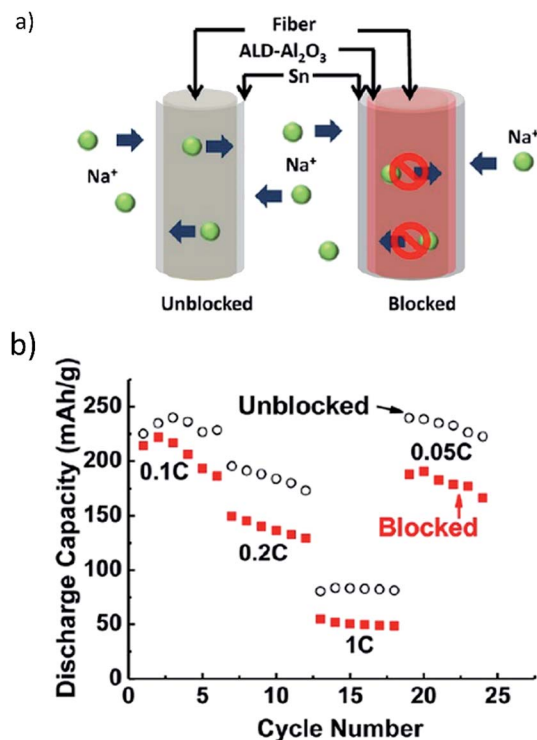 a)
Fiber
ALD-Al₂O₃
Sn
Na⁺ Na⁺ Na⁺
Unblocked Blocked
b)
Discharge Capacity (mAh/g)
250
200
150
100
50
0
Unblocked
0.1C
0.05C
0.2C
Blocked
1C
0 5 10 15 20 25
Cycle Number